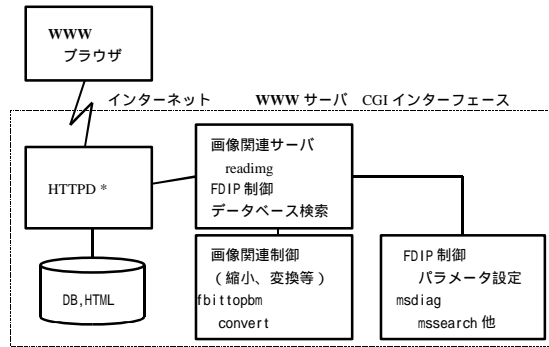 WWW
ブラウザ
インターネット WWW サーバ CGI インターフェース
HTTPD *
画像関連サーバ
readimg
FDIP 制御
データベース検索
DB,HTML
画像関連制御
（縮小、変換等）
fbittopbm
convert
FDIP 制御
パラメータ設定
msdiag
mssearch 他